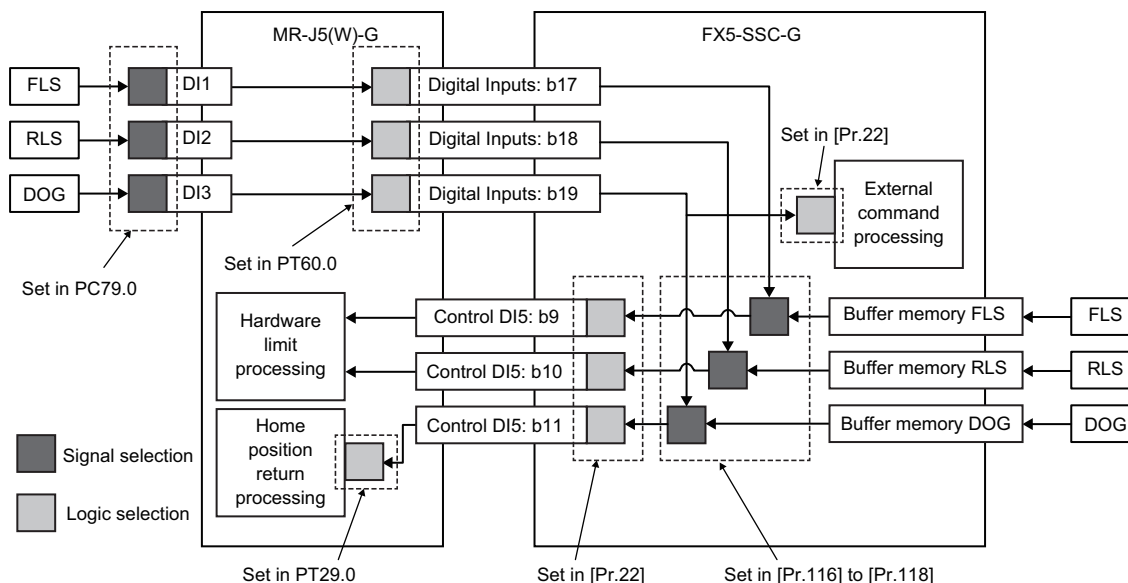 MR-J5(W)-G
FX5-SSC-G
FLS
DI1
Digital Inputs: b17
RLS
DI2
Digital Inputs: b18
Set in [Pr.22]
DOG
DI3
Digital Inputs: b19
External
command
processing
Set in PT60.0
Set in PC79.0
Hardware
limit
processing
Control DI5: b9
Buffer memory FLS
FLS
Control DI5: b10
Buffer memory RLS
RLS
Control DI5: b11
Buffer memory DOG
DOG
Home
position
return
processing
Signal selection
Logic selection
Set in PT29.0
Set in [Pr.22]
Set in [Pr.116] to [Pr.118]